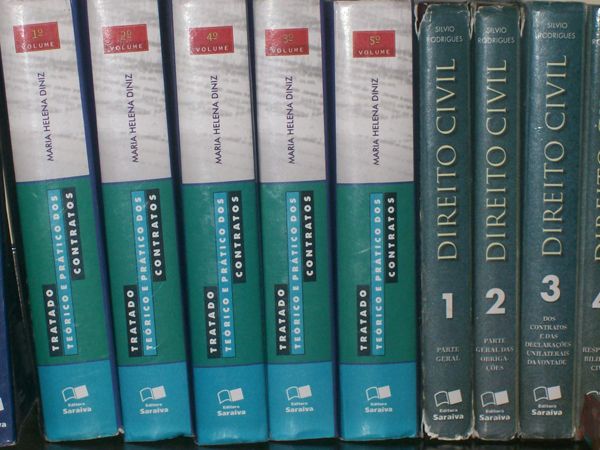 1º
VOLUME
MARIA HELENA DINIZ
TRATADO
TEÓRICO E PRÁTICO DOS
CONTRATOS
Editora
Saraiva
2º
VOLUME
MARIA HELENA DINIZ
TRATADO
TEÓRICO E PRÁTICO DOS
CONTRATOS
Editora
Saraiva
4º
VOLUME
MARIA HELENA DINIZ
TRATADO
TEÓRICO E PRÁTICO DOS
CONTRATOS
Editora
Saraiva
3º
VOLUME
MARIA HELENA DINIZ
TRATADO
TEÓRICO E PRÁTICO DOS
CONTRATOS
Editora
Saraiva
5º
VOLUME
MARIA HELENA DINIZ
TRATADO
TEÓRICO E PRÁTICO DOS
CONTRATOS
Editora
Saraiva
SILVIO
RODRIGUES
DIREITO CIVIL
1
PARTE
GERAL
Editora
Saraiva
SILVIO
RODRIGUES
DIREITO CIVIL
2
PARTE
GERAL DAS
OBRIGA
ÇÕES
Editora
Saraiva
SILVIO
RODRIGUES
DIREITO CIVIL
3
DOS
CONTRATOS
E DAS
DECLARAÇÕES
UNILATERAIS
DA VONTADE
Editora
Saraiva